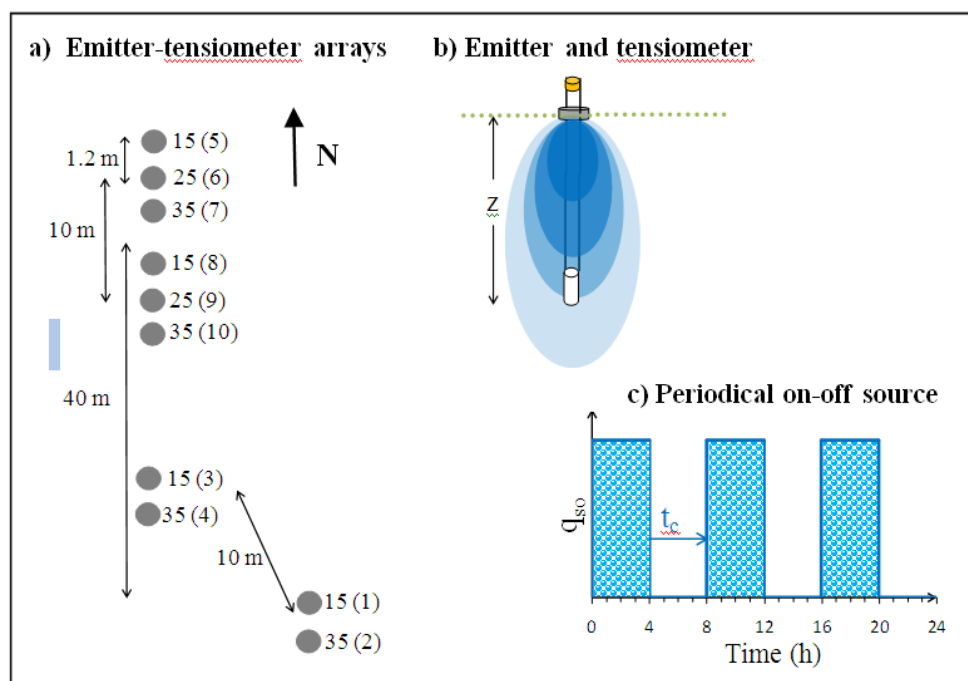 a) Emitter-tensiometer arrays
N
1.2 m
10 m
40 m
10 m
15 (5)
25 (6)
35 (7)
15 (8)
25 (9)
35 (10)
15 (3)
35 (4)
15 (1)
35 (2)
b) Emitter and tensiometer
z
c) Periodical on-off source
q_so
t_c
0 4 8 12 16 20 24
Time (h)